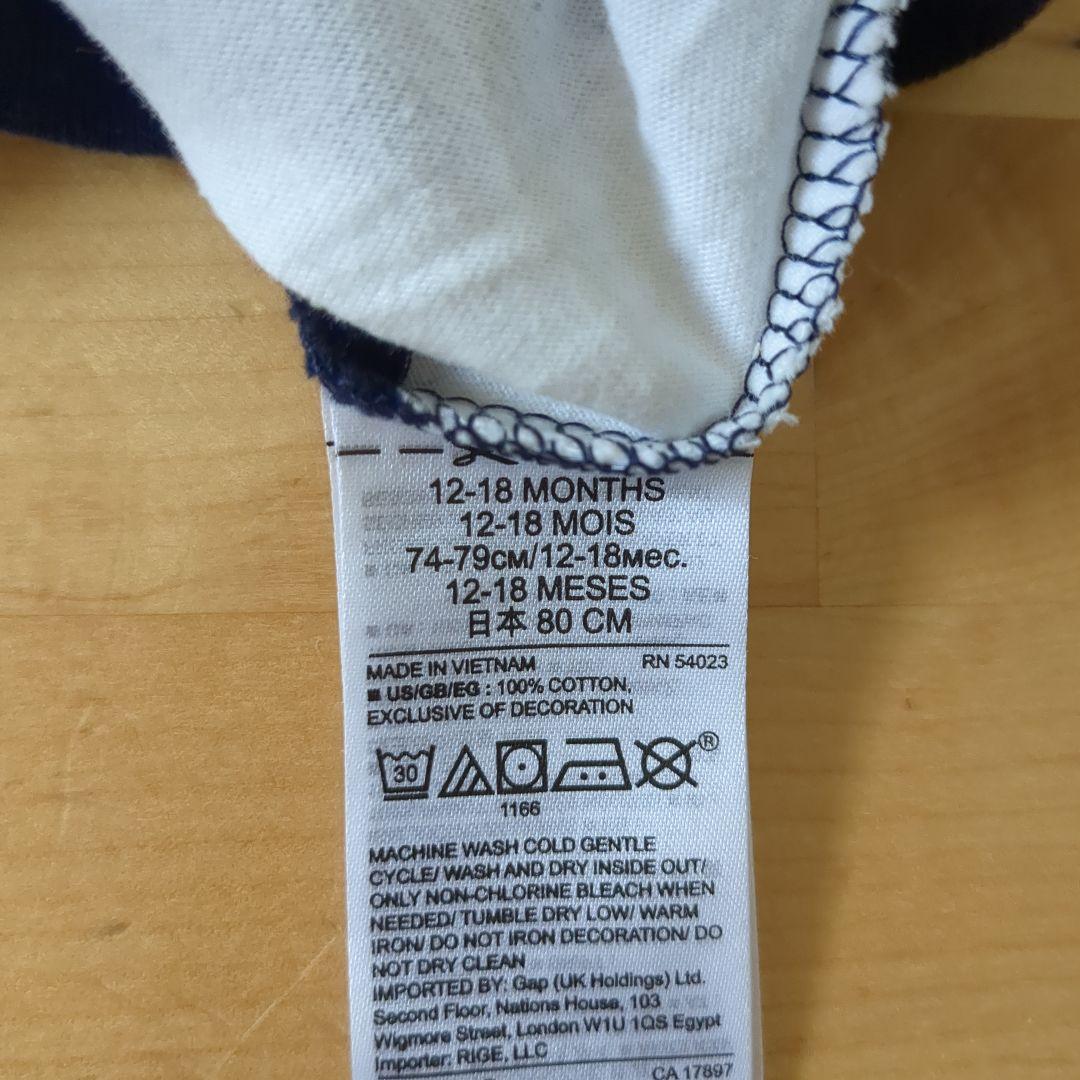 12-18 MONTHS
12-18 MOIS
74-79см/12-18мес.
12-18 MESES
日本 80 CM
MADE IN VIETNAM RN 54023
■ US/GB/EG : 100% COTTON,
EXCLUSIVE OF DECORATION
30 ®
1166
MACHINE WASH COLD GENTLE
CYCLE/ WASH AND DRY INSIDE OUT/
ONLY NON-CHLORINE BLEACH WHEN
NEEDED/ TUMBLE DRY LOW/ WARM
IRON/ DO NOT IRON DECORATION/ DO
NOT DRY CLEAN
IMPORTED BY: Gap (UK Holdings) Ltd.
Second Floor, Nations House, 103
Wigmore Street, London W1U 1QS Egypt
Importer: RIGE, LLC
CA 17897